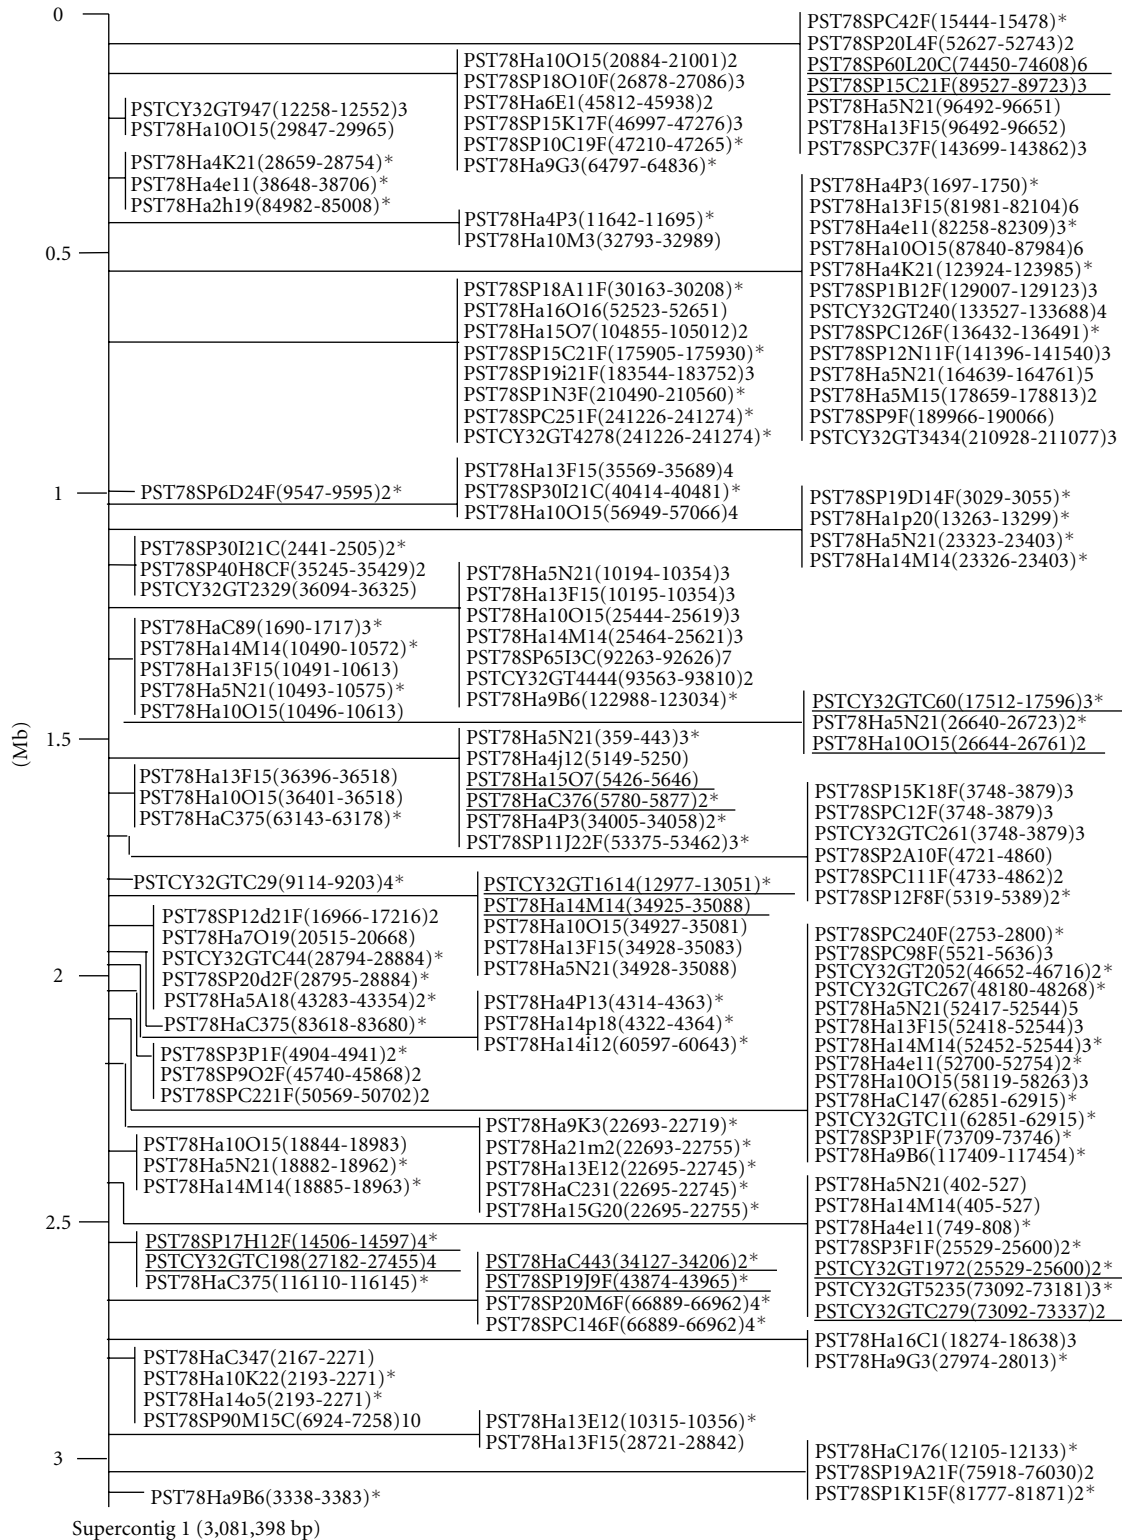 0
PST78SPC42F(15444-15478)*
PST78SP20L4F(52627-52743)2
PST78SP60L20C(74450-74608)6
PST78SP15C21F(89527-89723)3
PST78Ha5N21(96492-96651)
PST78Ha13F15(96492-96652)
PST78SPC37F(143699-143862)3
PST78Ha10O15(20884-21001)2
PST78SP18O10F(26878-27086)3
PST78Ha6E1(45812-45938)2
PST78SP15K17F(46997-47276)3
PST78SP10C19F(47210-47265)*
PST78Ha9G3(64797-64836)*
PSTCY32GT947(12258-12552)3
PST78Ha10O15(29847-29965)
PST78Ha4K21(28659-28754)*
PST78Ha4e11(38648-38706)*
PST78Ha2h19(84982-85008)*
PST78Ha4P3(11642-11695)*
PST78Ha10M3(32793-32989)
0.5
PST78Ha4P3(1697-1750)*
PST78Ha13F15(81981-82104)6
PST78Ha4e11(82258-82309)3*
PST78Ha10O15(87840-87984)6
PST78Ha4K21(123924-123985)*
PST78SP1B12F(129007-129123)3
PSTCY32GT240(133527-133688)4
PST78SPC126F(136432-136491)*
PST78SP12N11F(141396-141540)3
PST78Ha5N21(164639-164761)5
PST78Ha5M15(178659-178813)2
PST78SP9F(189966-190066)
PSTCY32GT3434(210928-211077)3
PST78SP18A11F(30163-30208)*
PST78Ha16O16(52523-52651)
PST78Ha15O7(104855-105012)2
PST78SP15C21F(175905-175930)*
PST78SP19i21F(183544-183752)3
PST78SP1N3F(210490-210560)*
PST78SPC251F(241226-241274)*
PSTCY32GT4278(241226-241274)*
1
PST78SP6D24F(9547-9595)2*
PST78Ha13F15(35569-35689)4
PST78SP30I21C(40414-40481)*
PST78Ha10O15(56949-57066)4
PST78SP19D14F(3029-3055)*
PST78Ha1p20(13263-13299)*
PST78Ha5N21(23323-23403)*
PST78Ha14M14(23326-23403)*
PST78SP30I21C(2441-2505)2*
PST78SP40H8CF(35245-35429)2
PSTCY32GT2329(36094-36325)
PST78Ha5N21(10194-10354)3
PST78Ha13F15(10195-10354)3
PST78Ha10O15(25444-25619)3
PST78Ha14M14(25464-25621)3
PST78SP65I3C(92263-92626)7
PSTCY32GT4444(93563-93810)2
PST78Ha9B6(122988-123034)*
PST78HaC89(1690-1717)3*
PST78Ha14M14(10490-10572)*
PST78Ha13F15(10491-10613)
PST78Ha5N21(10493-10575)*
PST78Ha10O15(10496-10613)
PSTCY32GTC60(17512-17596)3*
PST78Ha5N21(26640-26723)2*
PST78Ha10O15(26644-26761)2
(Mb)
1.5
PST78Ha5N21(359-443)3*
PST78Ha4j12(5149-5250)
PST78Ha15O7(5426-5646)
PST78HaC376(5780-5877)2*
PST78Ha4P3(34005-34058)2*
PST78SP11J22F(53375-53462)3*
PST78Ha13F15(36396-36518)
PST78Ha10O15(36401-36518)
PST78HaC375(63143-63178)*
PST78SP15K18F(3748-3879)3
PST78SPC12F(3748-3879)3
PSTCY32GTC261(3748-3879)3
PST78SP2A10F(4721-4860)
PST78SPC111F(4733-4862)2
PST78SP12F8F(5319-5389)2*
PSTCY32GTC29(9114-9203)4*
PSTCY32GT1614(12977-13051)*
PST78Ha14M14(34925-35088)
PST78Ha10O15(34927-35081)
PST78Ha13F15(34928-35083)
PST78Ha5N21(34928-35088)
PST78SP12d21F(16966-17216)2
PST78Ha7O19(20515-20668)
PSTCY32GTC44(28794-28884)*
PST78SP20d2F(28795-28884)*
PST78Ha5A18(43283-43354)2*
PST78HaC375(83618-83680)*
2
PST78SPC240F(2753-2800)*
PST78SPC98F(5521-5636)3
PSTCY32GT2052(46652-46716)2*
PSTCY32GTC267(48180-48268)*
PST78Ha5N21(52417-52544)5
PST78Ha13F15(52418-52544)3
PST78Ha14M14(52452-52544)3*
PST78Ha4e11(52700-52754)2*
PST78Ha10O15(58119-58263)3
PST78HaC147(62851-62915)*
PSTCY32GTC11(62851-62915)*
PST78SP3P1F(73709-73746)*
PST78Ha9B6(117409-117454)*
PST78Ha4P13(4314-4363)*
PST78Ha14p18(4322-4364)*
PST78Ha14i12(60597-60643)*
PST78SP3P1F(4904-4941)2*
PST78SP9O2F(45740-45868)2
PST78SPC221F(50569-50702)2
PST78Ha9K3(22693-22719)*
PST78Ha21m2(22693-22755)*
PST78Ha13E12(22695-22745)*
PST78HaC231(22695-22745)*
PST78Ha15G20(22695-22755)*
PST78Ha10O15(18844-18983)
PST78Ha5N21(18882-18962)*
PST78Ha14M14(18885-18963)*
PST78Ha5N21(402-527)
PST78Ha14M14(405-527)
PST78Ha4e11(749-808)*
PST78SP3F1F(25529-25600)2*
PSTCY32GT1972(25529-25600)2*
PSTCY32GT5235(73092-73181)3*
PSTCY32GTC279(73092-73337)2
2.5
PST78SP17H12F(14506-14597)4*
PSTCY32GTC198(27182-27455)4
PST78HaC375(116110-116145)*
PST78HaC443(34127-34206)2*
PST78SP19J9F(43874-43965)*
PST78SP20M6F(66889-66962)4*
PST78SPC146F(66889-66962)4*
PST78Ha16C1(18274-18638)3
PST78Ha9G3(27974-28013)*
PST78HaC347(2167-2271)
PST78Ha10K22(2193-2271)*
PST78Ha14o5(2193-2271)*
PST78SP90M15C(6924-7258)10
PST78Ha13E12(10315-10356)*
PST78Ha13F15(28721-28842)
3
PST78HaC176(12105-12133)*
PST78SP19A21F(75918-76030)2
PST78SP1K15F(81777-81871)2*
PST78Ha9B6(3338-3383)*
Supercontig 1 (3,081,398 bp)